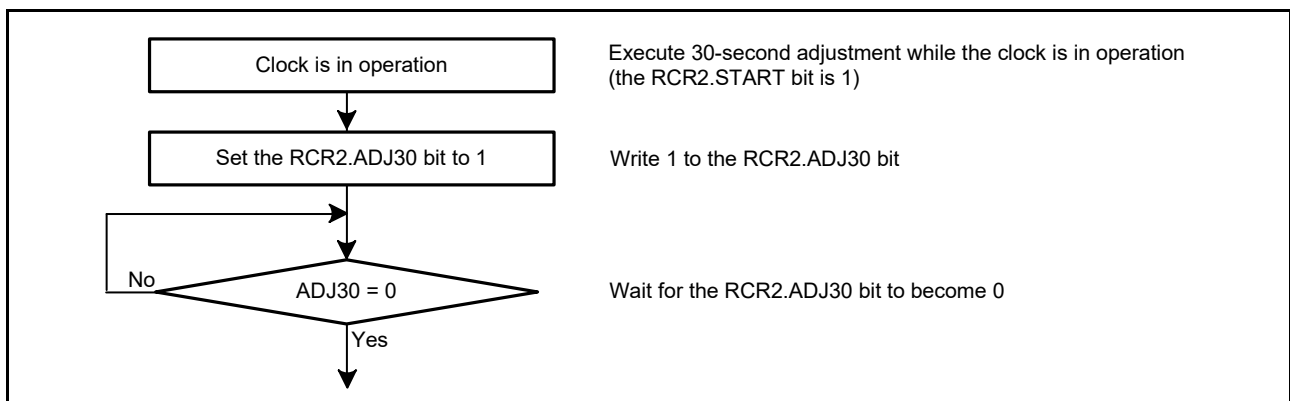 Clock is in operation
Execute 30-second adjustment while the clock is in operation
(the RCR2.START bit is 1)
Set the RCR2.ADJ30 bit to 1
Write 1 to the RCR2.ADJ30 bit
No
ADJ30 = 0
Wait for the RCR2.ADJ30 bit to become 0
Yes